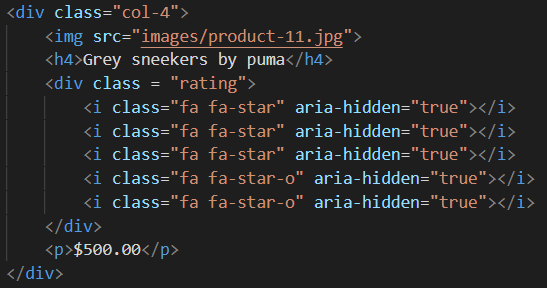 <div class="col-4">
    <img src="images/product-11.jpg">
    <h4>Grey sneekers by puma</h4>
    <div class = "rating">
        <i class="fa fa-star" aria-hidden="true"></i>
        <i class="fa fa-star" aria-hidden="true"></i>
        <i class="fa fa-star" aria-hidden="true"></i>
        <i class="fa fa-star-o" aria-hidden="true"></i>
        <i class="fa fa-star-o" aria-hidden="true"></i>
    </div>
    <p>$500.00</p>
</div>